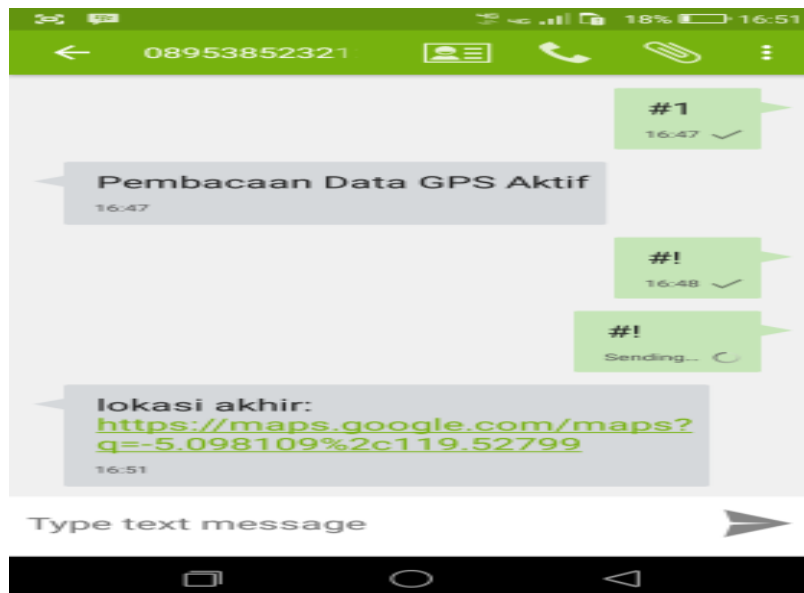 18% 16:51
08953852321
#1
16:47
Pembacaan Data GPS Aktif
16:47
#!
16:48
#!
Sending...
lokasi akhir:
https://maps.google.com/maps?
q=-5.098109%2c119.52799
16:51
Type text message